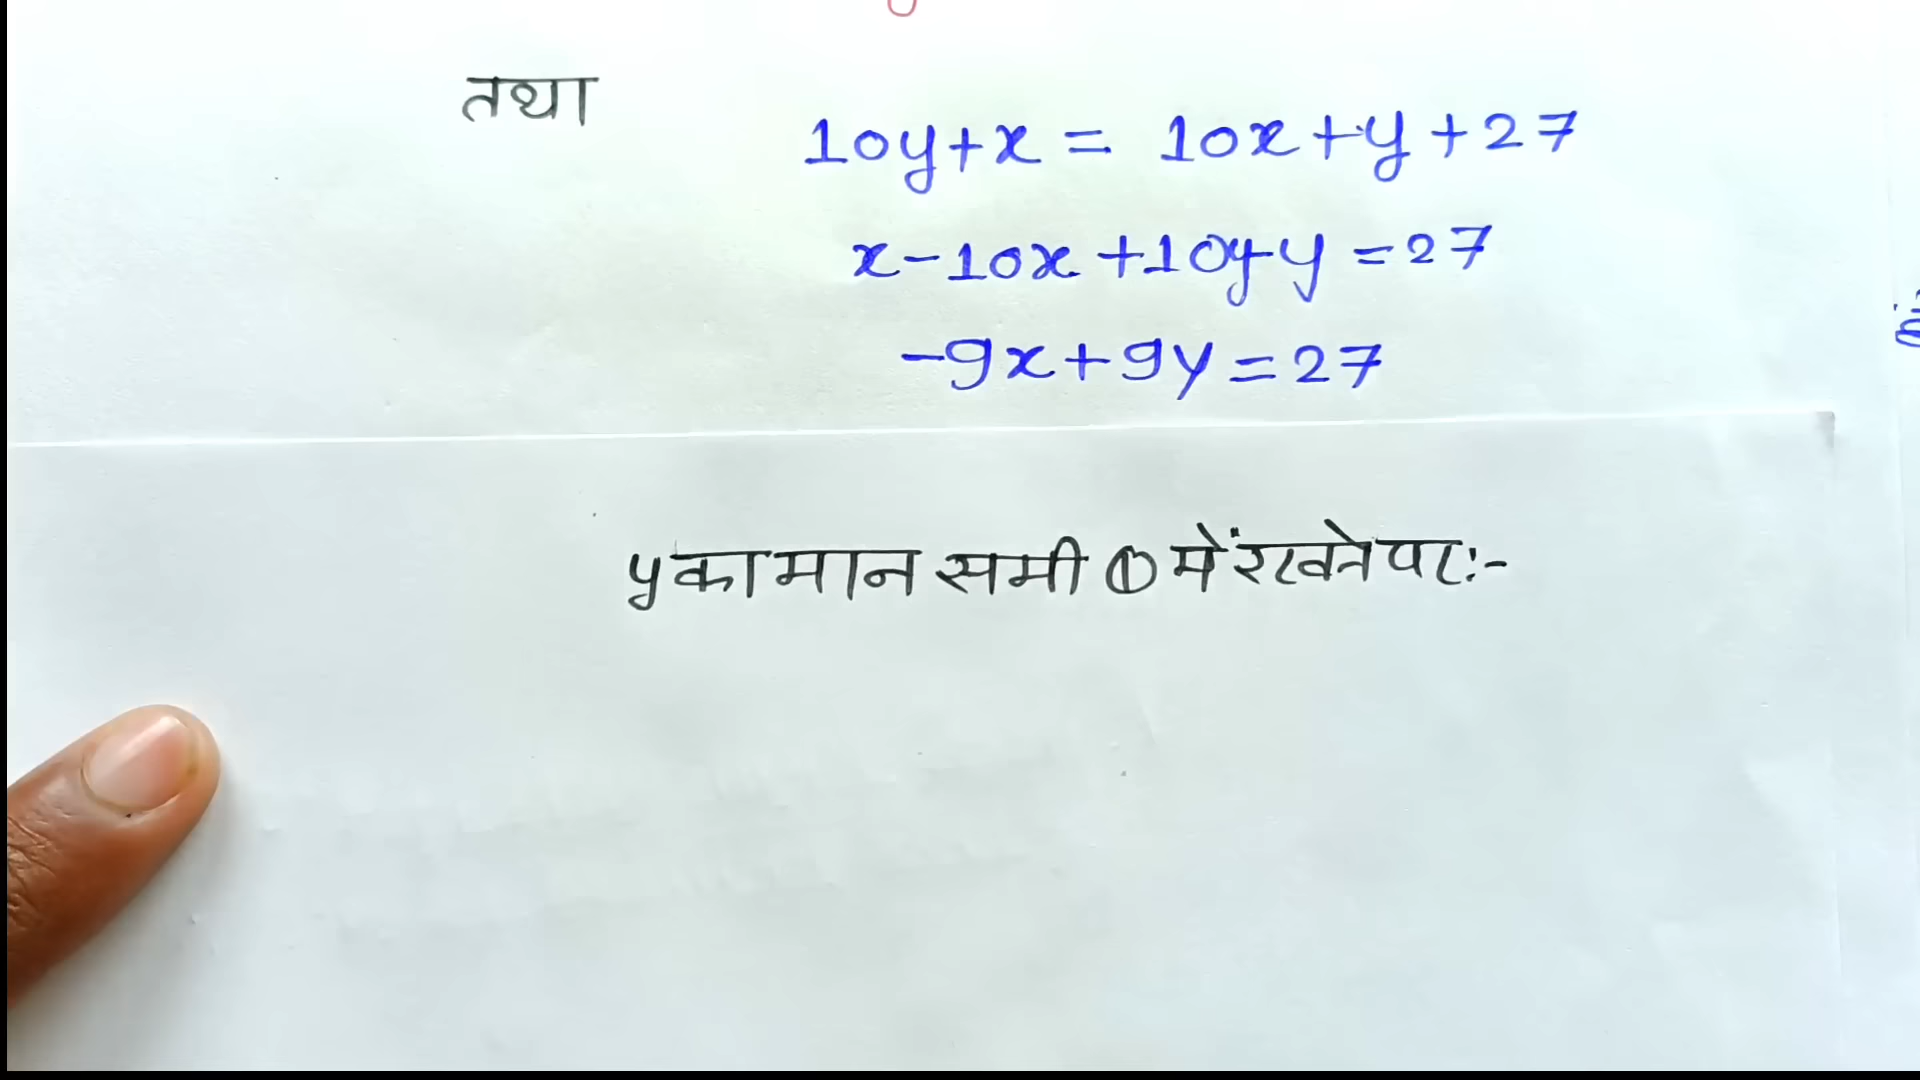 तथा
10y+x = 10x+y+27
x-10x+10y-y=27
-9x+9y=27
y का मान समी ① में रखने पर:-